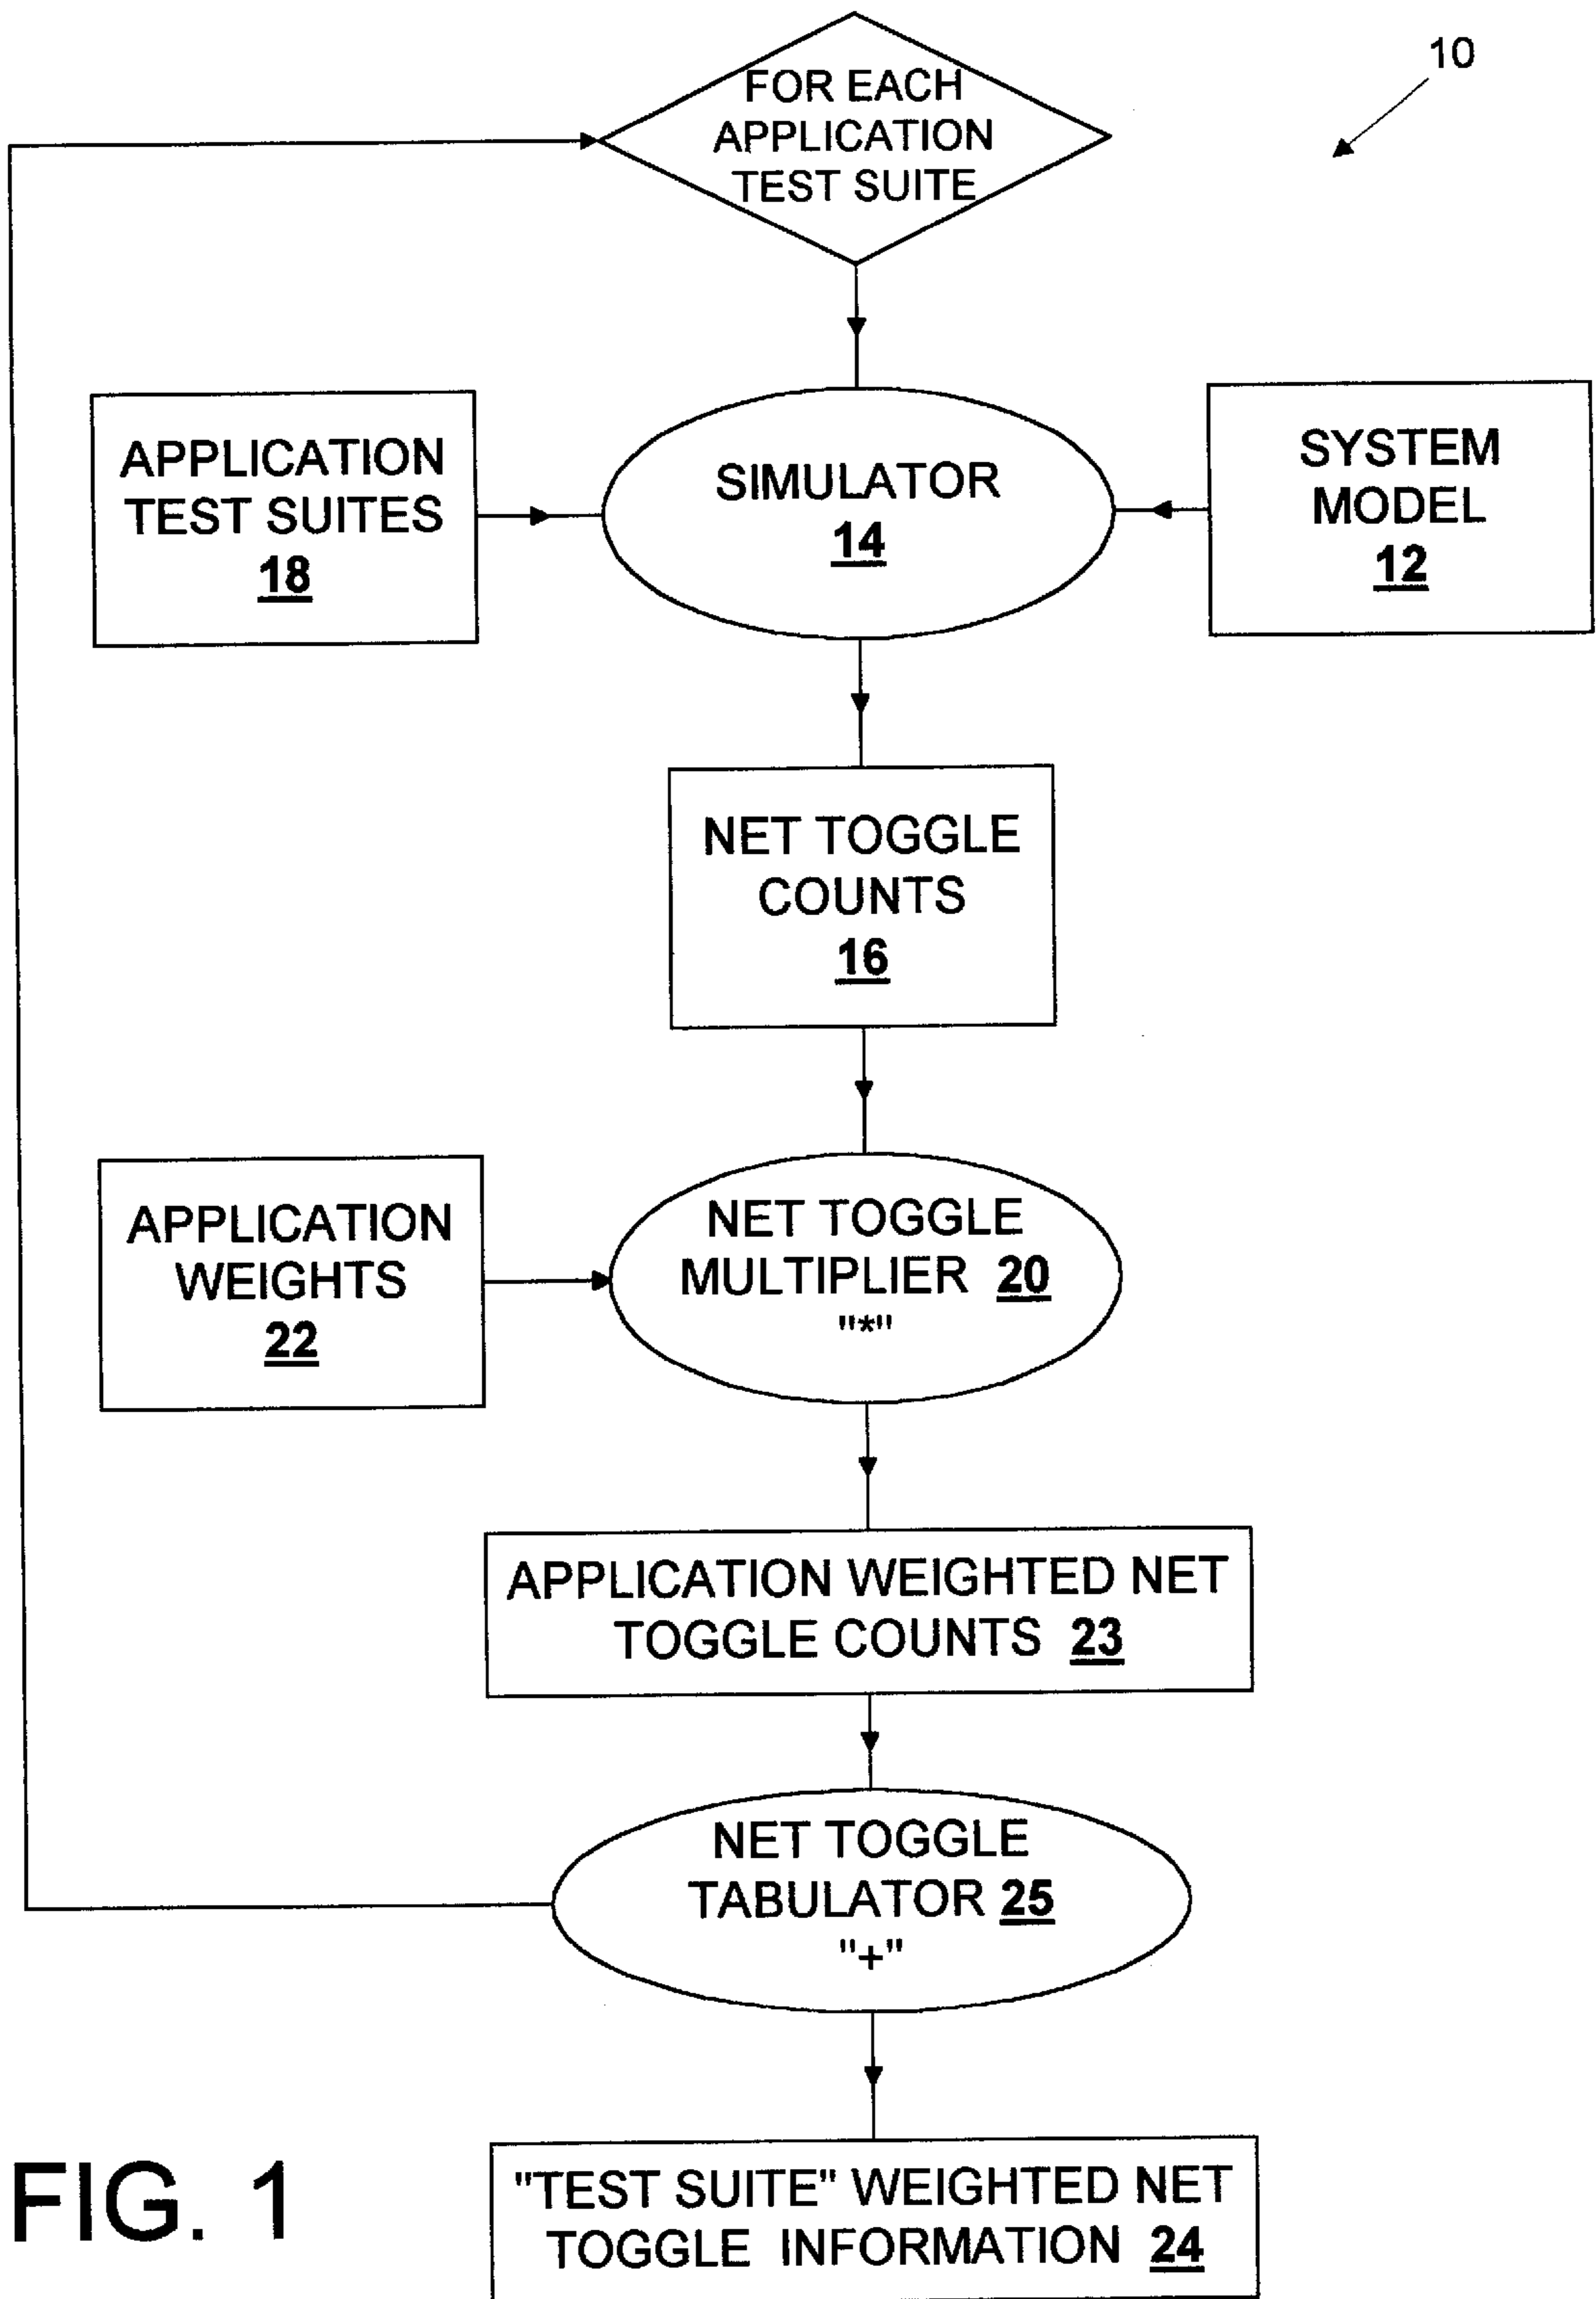 10
FOR EACH
APPLICATION
TEST SUITE
APPLICATION
TEST SUITES
18
SIMULATOR
14
SYSTEM
MODEL
12
NET TOGGLE
COUNTS
16
APPLICATION
WEIGHTS
22
NET TOGGLE
MULTIPLIER 20
"*"
APPLICATION WEIGHTED NET
TOGGLE COUNTS 23
NET TOGGLE
TABULATOR 25
"+"
"TEST SUITE" WEIGHTED NET
TOGGLE INFORMATION 24
FIG. 1